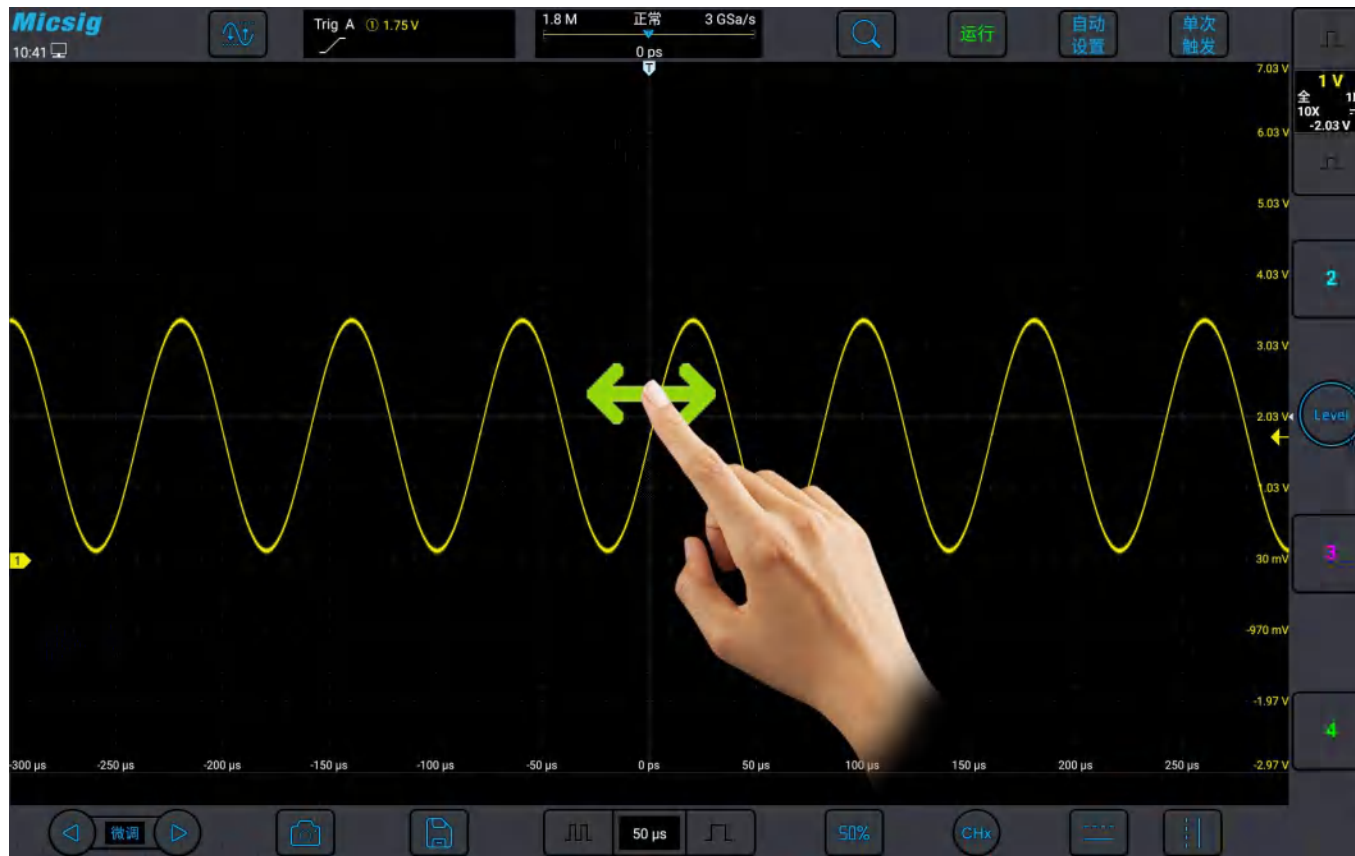 Micsig
10:41
Trig A ① 1.75 V
1.8 M 正常 3 GSa/s
0 ps
运行
自动
设置
单次
触发
T
7.03 V
1 V
全
10X
-2.03 V
6.03 V
5.03 V
4.03 V
2
3.03 V
2.03 V
Level
1.03 V
1
30 mV
3
-970 mV
-1.97 V
4
-300 µs -250 µs -200 µs -150 µs -100 µs -50 µs 0 ps 50 µs 100 µs 150 µs 200 µs 250 µs -2.97 V
微调
50 µs
50%
CHx